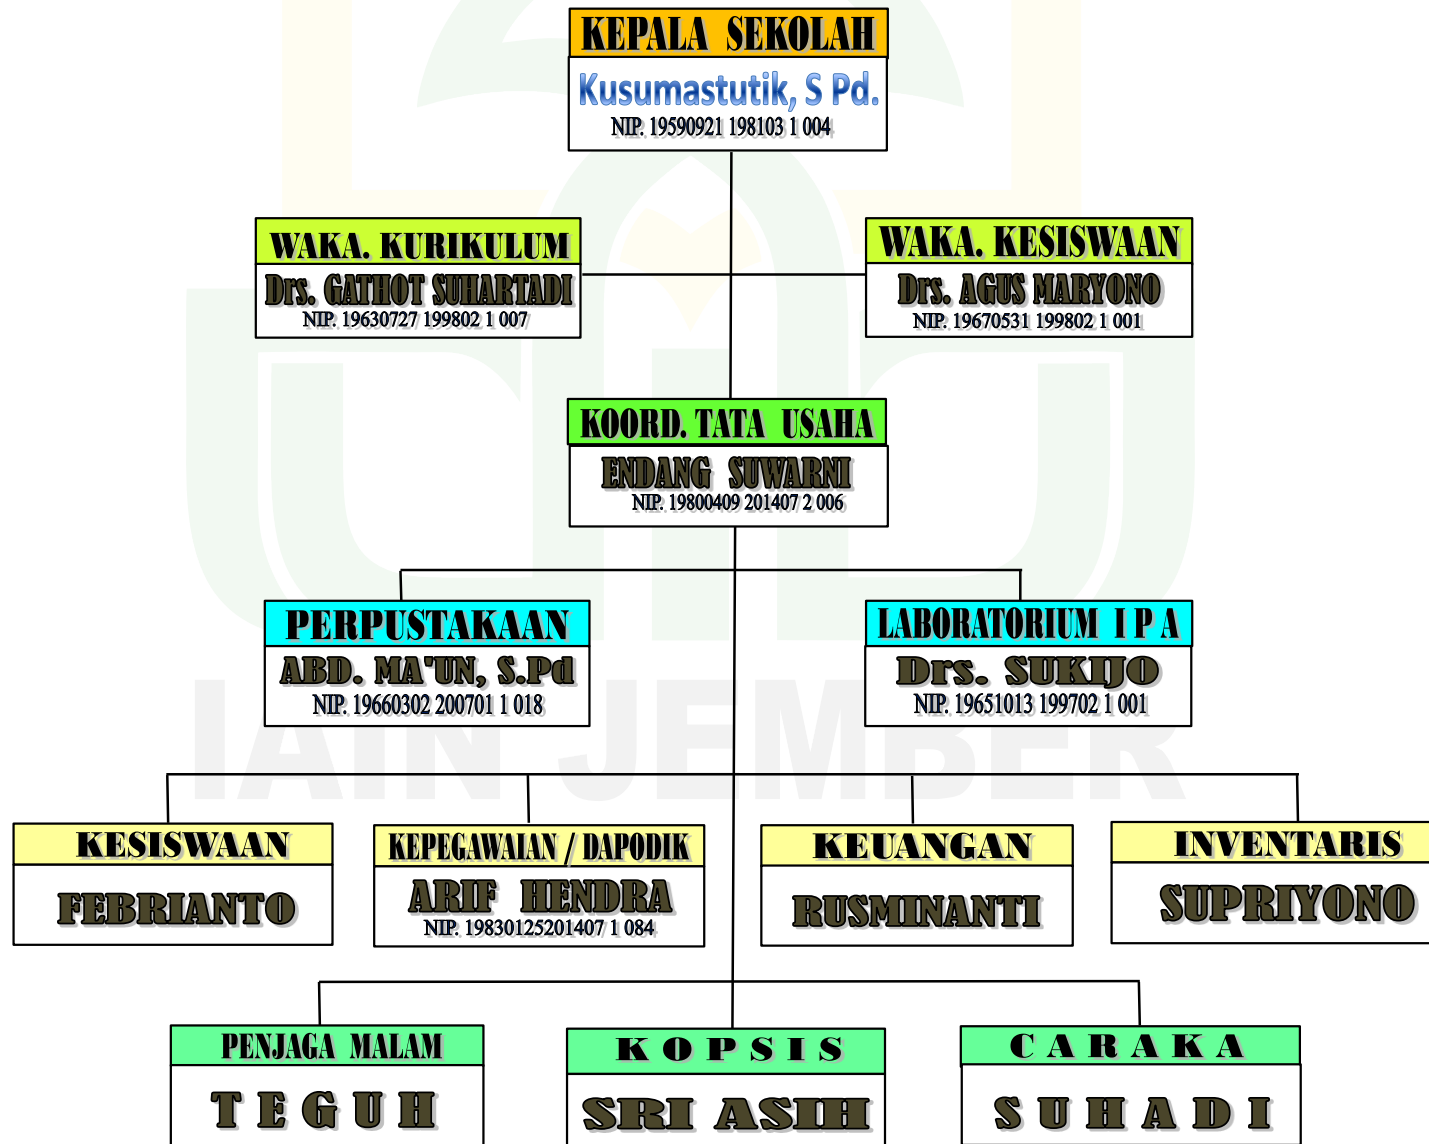 KEPALA SEKOLAH
Kusumastutik, S Pd.
NIP. 19590921 198103 1 004
WAKA. KURIKULUM
Drs. GATHOT SUHARTADI
NIP. 19630727 199802 1 007
WAKA. KESISWAAN
Drs. AGUS MARYONO
NIP. 19670531 199802 1 001
KOORD. TATA USAHA
ENDANG SUWARNI
NIP. 19800409 201407 2 006
PERPUSTAKAAN
ABD. MA'UN, S.Pd
NIP. 19660302 200701 1 018
LABORATORIUM I P A
Drs. SUKIJO
NIP. 19651013 199702 1 001
IAIN JEMBER
KESISWAAN
FEBRIANTO
KEPEGAWAIAN / DAPODIK
ARIF HENDRA
NIP. 19830125201407 1 084
KEUANGAN
RUSMINANTI
INVENTARIS
SUPRIYONO
PENJAGA MALAM
T E G U H
K O P S I S
SRI ASIH
C A R A K A
S U H A D I